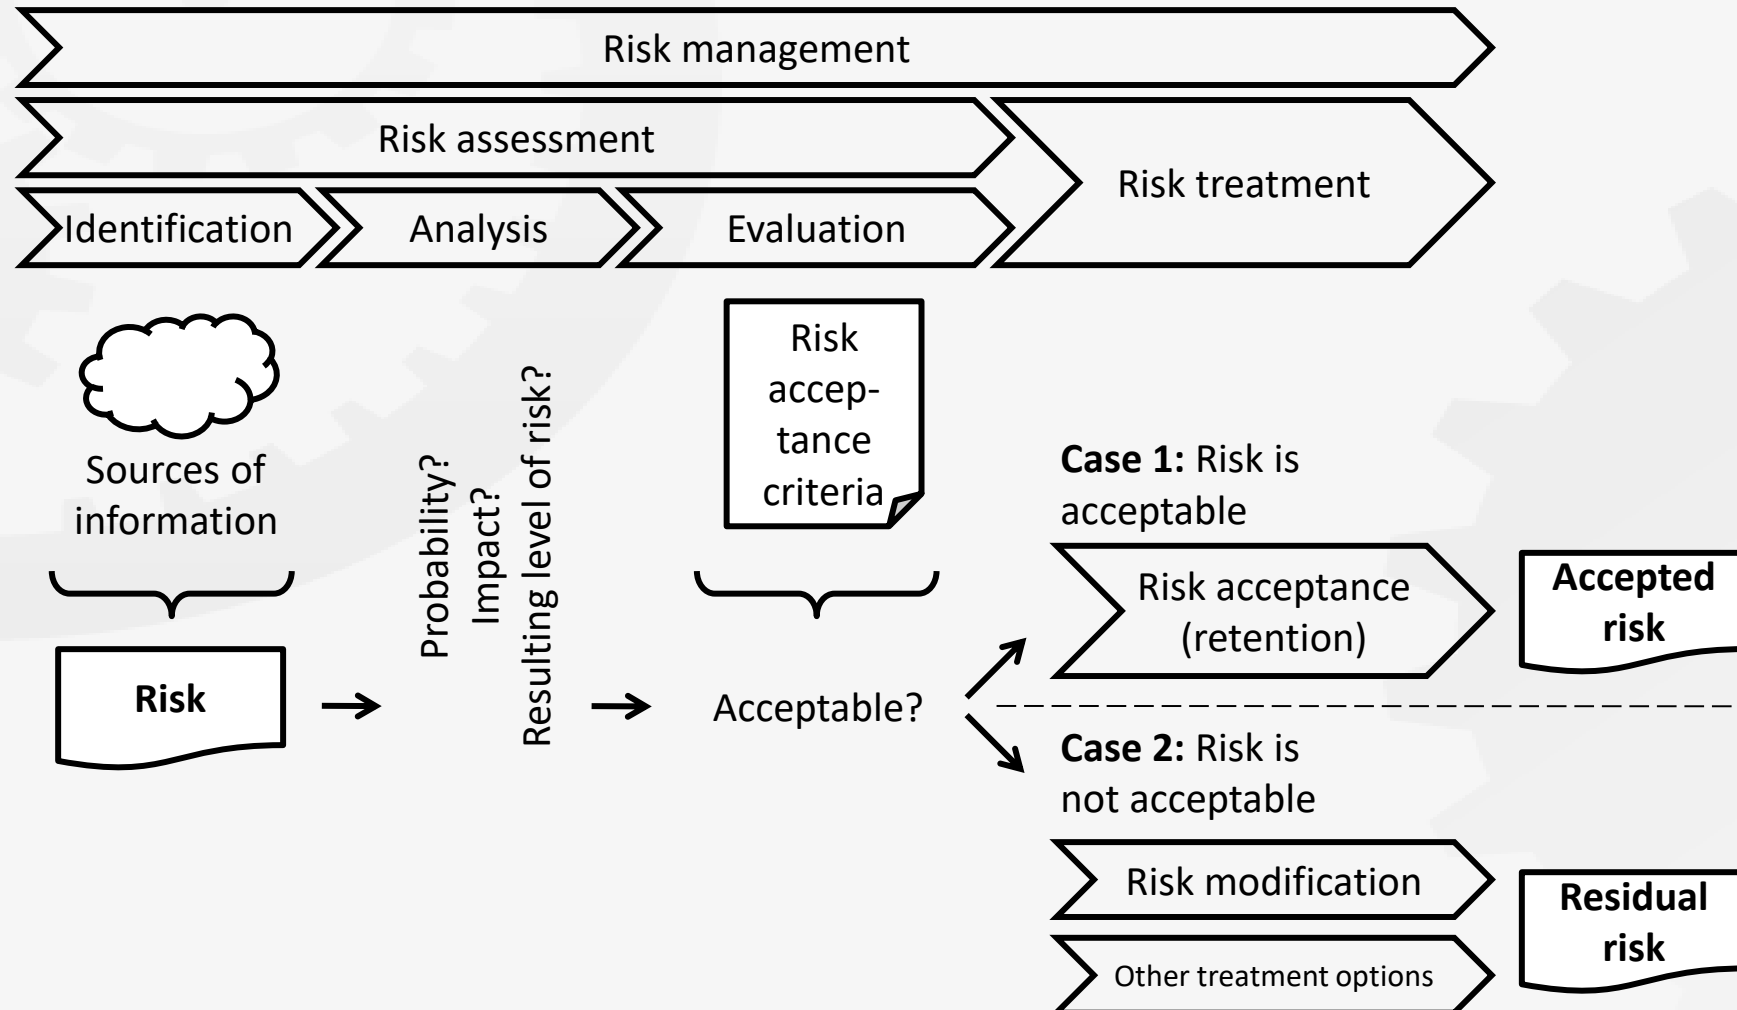 Risk management
Risk assessment
Risk treatment
Identification
Analysis
Evaluation
Sources of
information
Risk
Probability?
Impact?
Resulting level of risk?
Risk
accep-
tance
criteria
Acceptable?
Case 1: Risk is
acceptable
Risk acceptance
(retention)
Accepted
risk
Case 2: Risk is
not acceptable
Risk modification
Other treatment options
Residual
risk